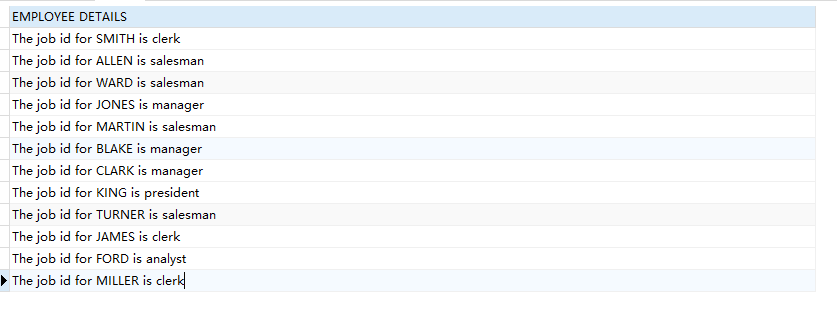 EMPLOYEE DETAILS
The job id for SMITH is clerk
The job id for ALLEN is salesman
The job id for WARD is salesman
The job id for JONES is manager
The job id for MARTIN is salesman
The job id for BLAKE is manager
The job id for CLARK is manager
The job id for KING is president
The job id for TURNER is salesman
The job id for JAMES is clerk
The job id for FORD is analyst
The job id for MILLER is clerk